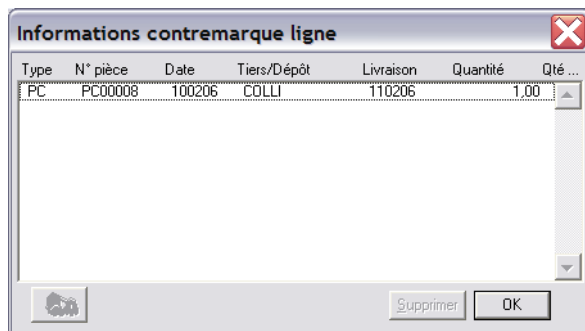 Informations contremarque ligne
Type N° pièce Date Tiers/Dépôt Livraison Quantité Qté ...
PC PC00008 100206 COLLI 110206 1,00
Supprimer OK